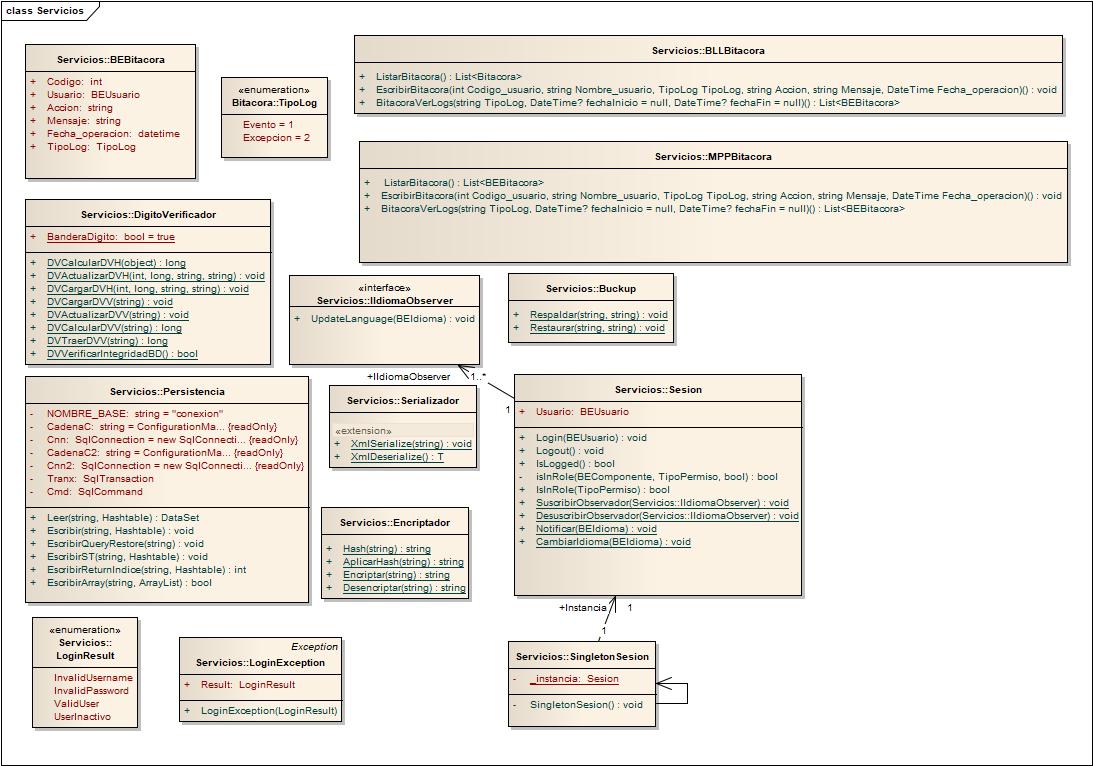 class Servicios
Servicios::BEBitacora
+ Codigo: int
+ Usuario: BEUsuario
+ Accion: string
+ Mensaje: string
+ Fecha_operacion: datetime
+ TipoLog: TipoLog
«enumeration»
Bitacora::TipoLog
Evento = 1
Excepcion = 2
Servicios::BLLBitacora
+ ListarBitacora() : List<Bitacora>
+ EscribirBitacora(int Codigo_usuario, string Nombre_usuario, TipoLog TipoLog, string Accion, string Mensaje, DateTime Fecha_operacion)() : void
+ BitacoraVerLogs(string TipoLog, DateTime? fechaInicio = null, DateTime? fechaFin = null)() : List<BEBitacora>
Servicios::MPPBitacora
+ ListarBitacora() : List<BEBitacora>
+ EscribirBitacora(int Codigo_usuario, string Nombre_usuario, TipoLog TipoLog, string Accion, string Mensaje, DateTime Fecha_operacion)() : void
+ BitacoraVerLogs(string TipoLog, DateTime? fechaInicio = null, DateTime? fechaFin = null)() : List<BEBitacora>
Servicios::DigitoVerificador
+ BanderaDigito: bool = true
+ DVCalcularDVH(object) : long
+ DVActualizarDVH(int, long, string, string) : void
+ DVCargarDVH(int, long, string, string) : void
+ DVCargarDVV(string) : void
+ DVActualizarDVV(string) : void
+ DVCalcularDVV(string) : long
+ DVTraerDVV(string) : long
+ DVVerificarIntegridadBD() : bool
«interface»
Servicios::IIdiomaObserver
+ UpdateLanguage(BEIdioma) : void
Servicios::Buckup
+ Respaldar(string, string) : void
+ Restaurar(string, string) : void
+IIdiomaObserver 1..*
1
Servicios::Persistencia
- NOMBRE_BASE: string = "conexion"
- CadenaC: string = ConfigurationMa... {readOnly}
- Cnn: SqlConnection = new SqlConnecti... {readOnly}
- CadenaC2: string = ConfigurationMa... {readOnly}
- Cnn2: SqlConnection = new SqlConnecti... {readOnly}
- Tranx: SqlTransaction
- Cmd: SqlCommand
+ Leer(string, Hashtable) : DataSet
+ Escribir(string, Hashtable) : void
+ EscribirQueryRestore(string) : void
+ EscribirST(string, Hashtable) : void
+ EscribirReturnIndice(string, Hashtable) : int
+ EscribirArray(string, ArrayList) : bool
Servicios::Serializador
«extension»
+ XmlSerialize(string) : void
+ XmlDeserialize() : T
Servicios::Sesion
+ Usuario: BEUsuario
+ Login(BEUsuario) : void
+ Logout() : void
+ IsLogged() : bool
- isInRole(BEComponente, TipoPermiso, bool) : bool
+ IsInRole(TipoPermiso) : bool
+ SuscribirObservador(Servicios::IIdiomaObserver) : void
+ DesuscribirObservador(Servicios::IIdiomaObserver) : void
+ Notificar(BEIdioma) : void
+ CambiarIdioma(BEIdioma) : void
Servicios::Encriptador
+ Hash(string) : string
+ AplicarHash(string) : string
+ Encriptar(string) : string
+ Desencriptar(string) : string
+Instancia 1
1
«enumeration»
Servicios::
LoginResult
InvalidUsername
InvalidPassword
ValidUser
UserInactivo
Exception
Servicios::LoginException
+ Result: LoginResult
+ LoginException(LoginResult)
Servicios::SingletonSesion
- _instancia: Sesion
- SingletonSesion() : void